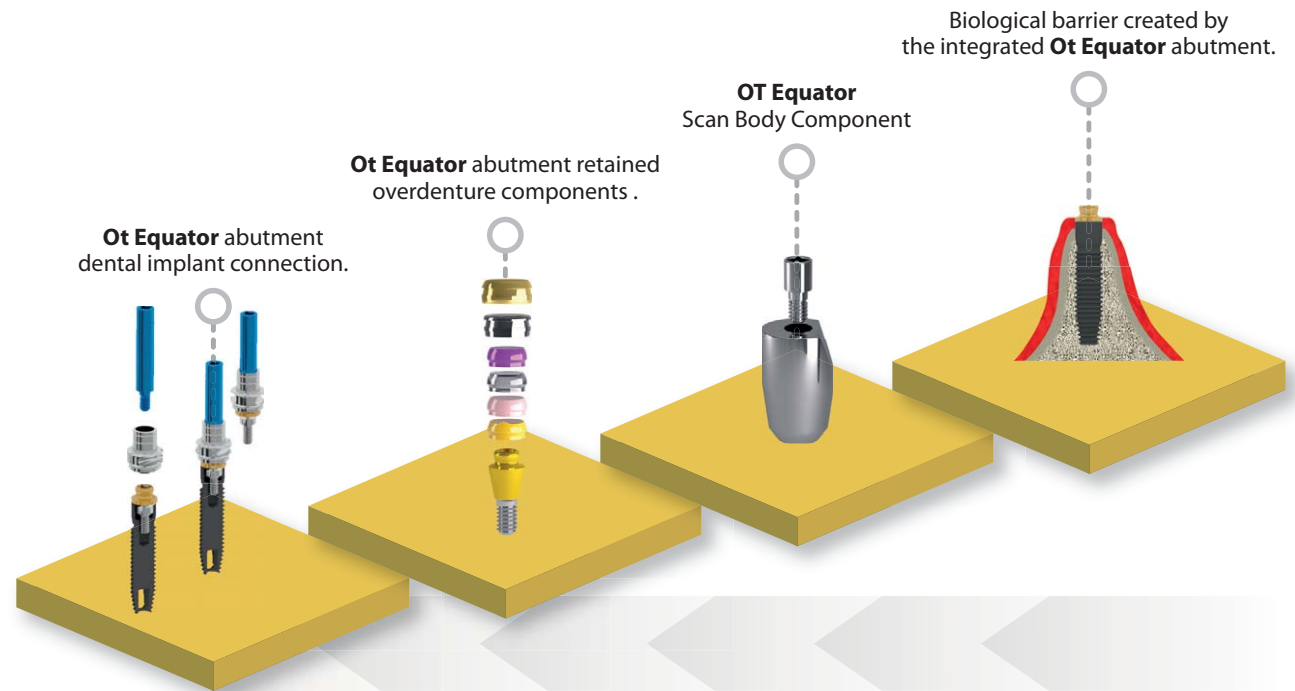 Ot Equator abutment
dental implant connection.
Ot Equator abutment retained
overdenture components .
OT Equator
Scan Body Component
Biological barrier created by
the integrated Ot Equator abutment.